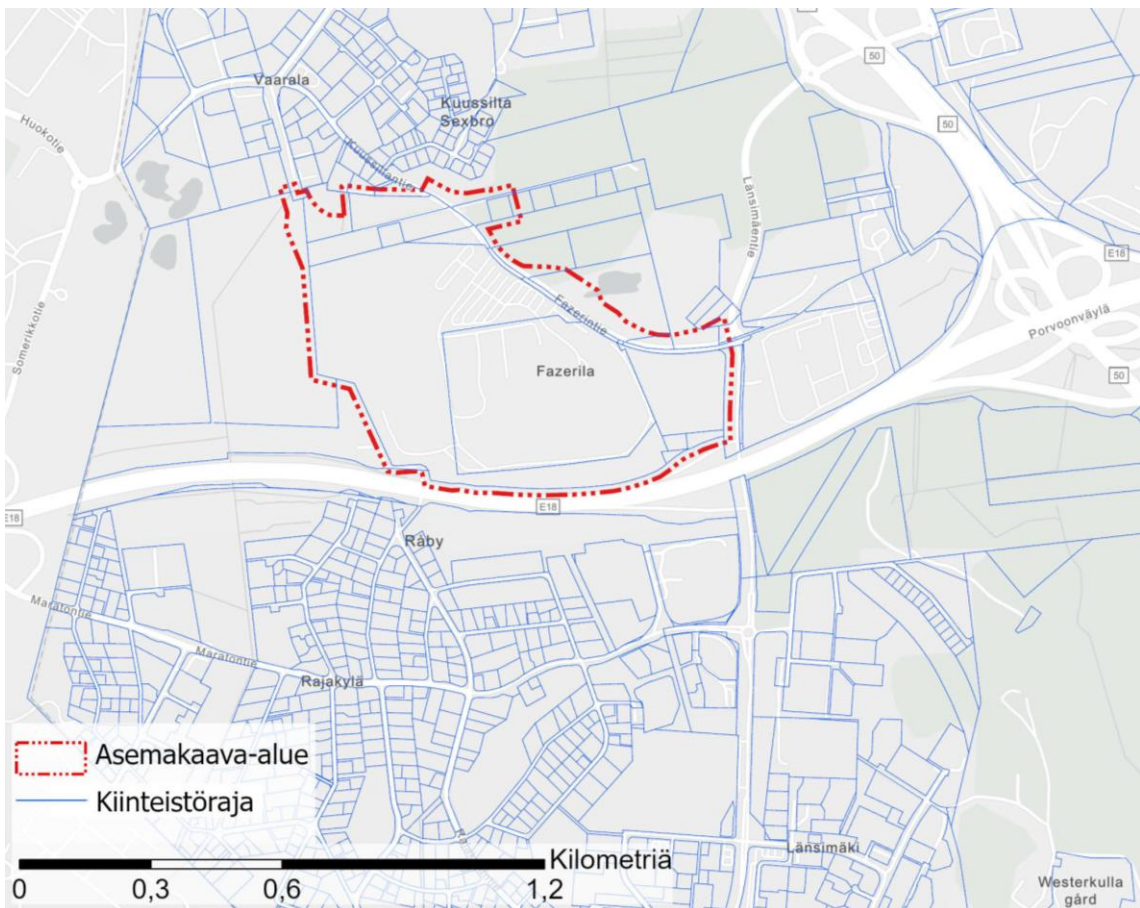 50
Vaarala
Kuussilta
Sexbro
50
Huokotie
Kuussillantie
Länsimäentie
E18
Porvoonväylä
Somerikkotie
Fazerintie
Fazerila
50
E18
E18
Råby
Maratontie
Maratontie
Rajakylä
Asemakaava-alue
Kiinteistöraja
Länsimäki
Kilometriä
0 0,3 0,6 1,2
Westerkulla
gård